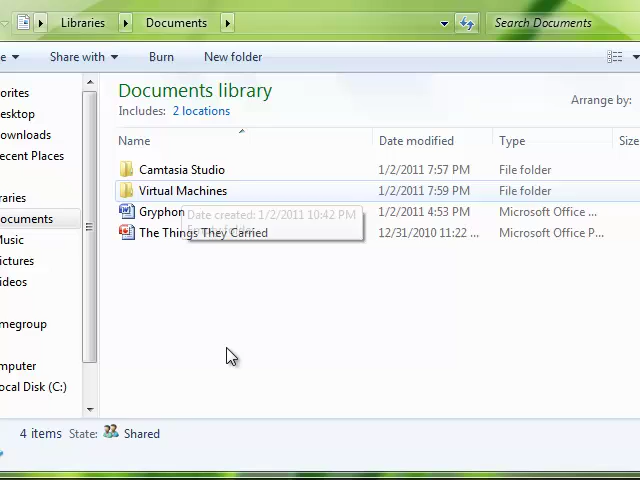 Libraries Documents Search Documents
e Share with Burn New folder
Documents library
Includes: 2 locations
Arrange by:
Name Date modified Type Size
Camtasia Studio 1/2/2011 7:57 PM File folder
Virtual Machines 1/2/2011 7:59 PM File folder
Gryphon 1/2/2011 4:53 PM Microsoft Office ...
Date created: 1/2/2011 10:42 PM
The Things They Carried 12/31/2010 11:22 ... Microsoft Office P...
orites
esktop
ownloads
ecent Places
raries
ocuments
Music
ictures
ideos
megroup
mputer
ocal Disk (C:)
4 items State: Shared